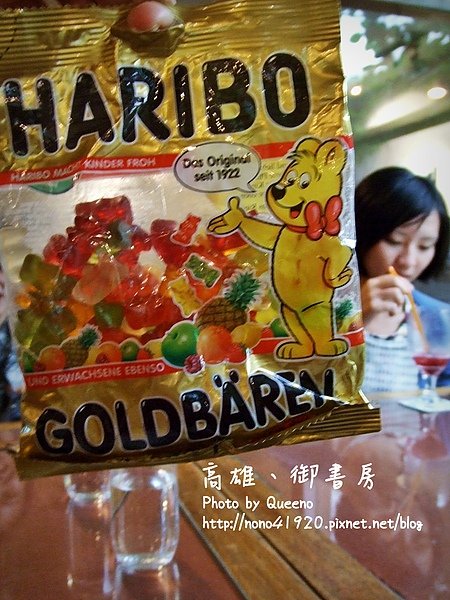 HARIBO
HARIBO MACHT KINDER FROH
Das Original
seit 1922
UND ERWACHSENE EBENSO
GOLDBÄREN
高雄、御書房
Photo by Queeno
http://nono41920.pixnet.net/blog